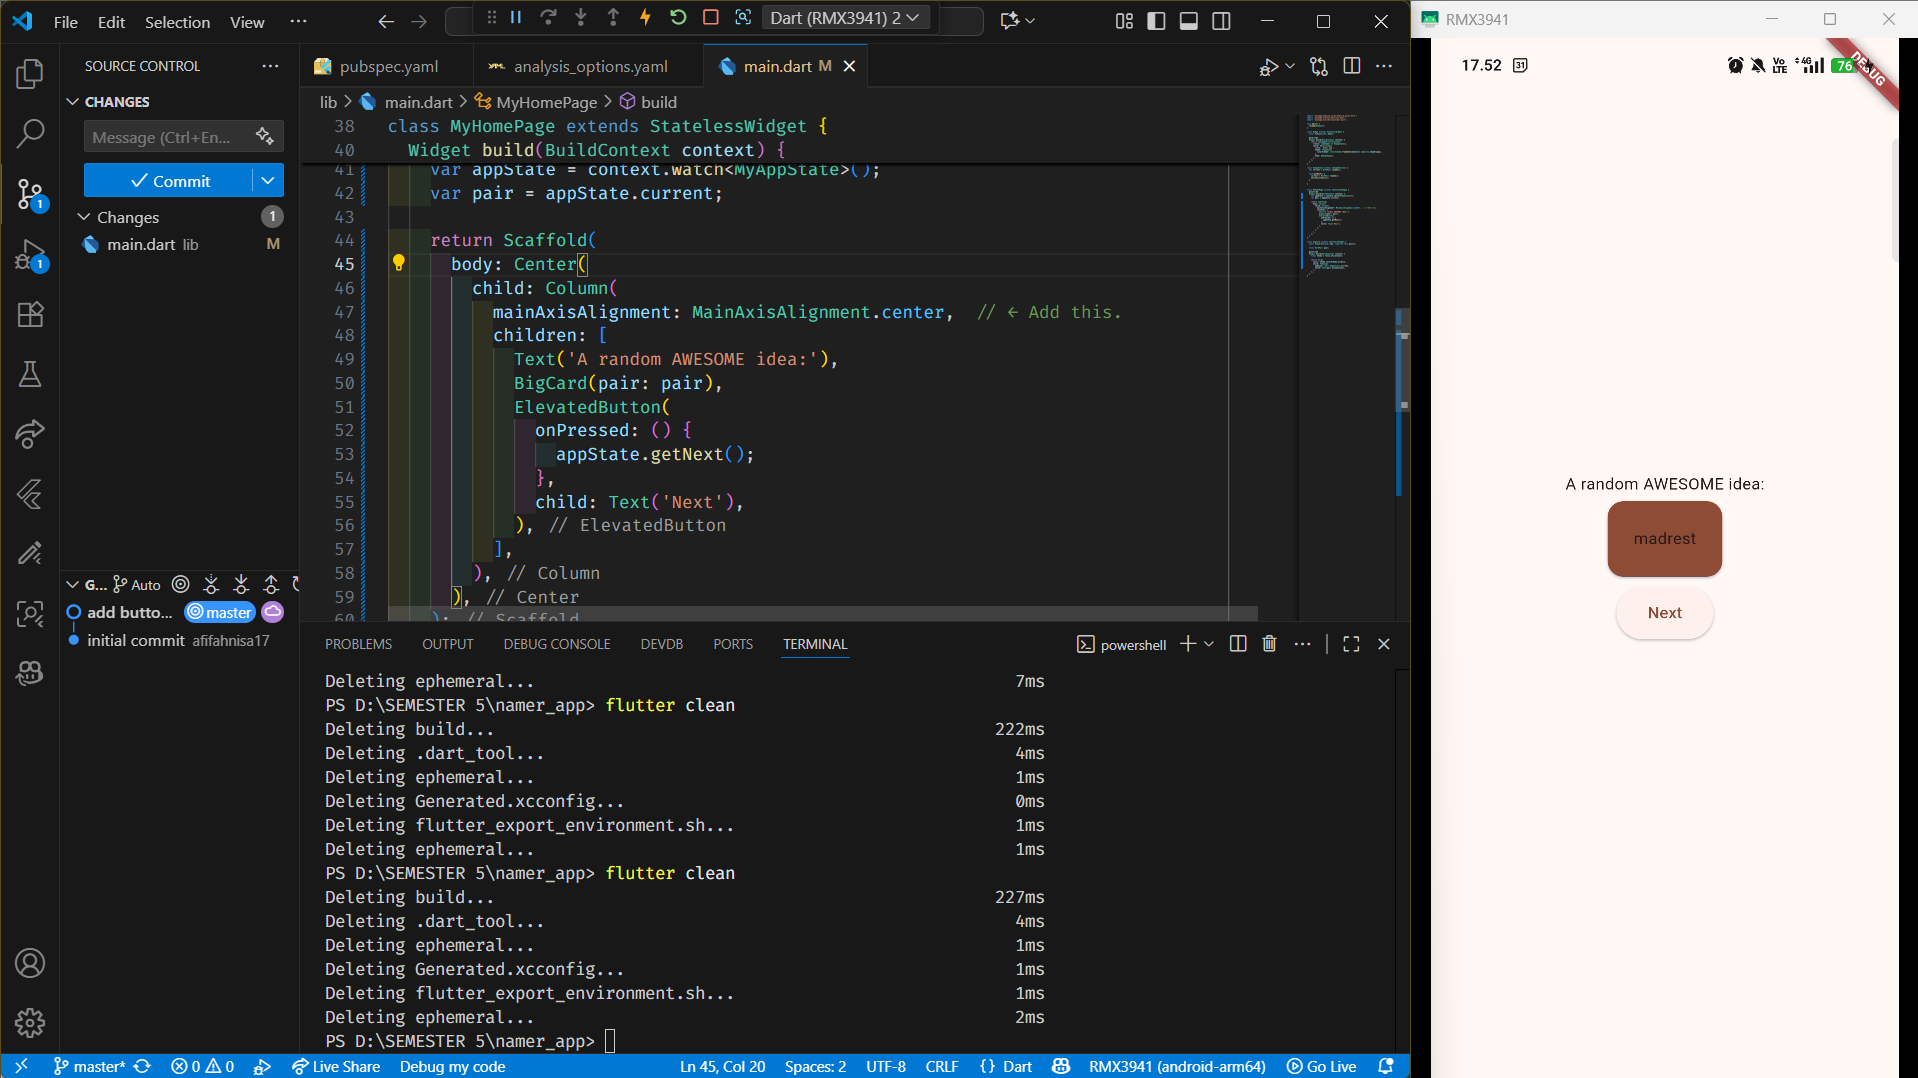 File Edit Selection View ···
Dart (RMX3941) 2
RMX3941
SOURCE CONTROL
CHANGES
Message (Ctrl+En...
Commit
Changes 1
main.dart lib M
1
1
pubspec.yaml
analysis_options.yaml
main.dart M
lib > main.dart > MyHomePage > build
38 class MyHomePage extends StatelessWidget {
40 Widget build(BuildContext context) {
41 var appState = context.watch<MyAppState>();
42 var pair = appState.current;
43
44 return Scaffold(
45 body: Center(
46 child: Column(
47 mainAxisAlignment: MainAxisAlignment.center,  // ← Add this.
48 children: [
49 Text('A random AWESOME idea:'),
50 BigCard(pair: pair),
51 ElevatedButton(
52 onPressed: () {
53 appState.getNext();
54 },
55 child: Text('Next'),
56 ), // ElevatedButton
57 ],
58 ), // Column
59 ), // Center
60 ); // Scaffold
G... Auto
add butto... master
initial commit afifahnisa17
PROBLEMS OUTPUT DEBUG CONSOLE DEVDB PORTS TERMINAL
powershell
Deleting ephemeral... 7ms
PS D:\SEMESTER 5\namer_app> flutter clean
Deleting build... 222ms
Deleting .dart_tool... 4ms
Deleting ephemeral... 1ms
Deleting Generated.xcconfig... 0ms
Deleting flutter_export_environment.sh... 1ms
Deleting ephemeral... 1ms
PS D:\SEMESTER 5\namer_app> flutter clean
Deleting build... 227ms
Deleting .dart_tool... 4ms
Deleting ephemeral... 1ms
Deleting Generated.xcconfig... 1ms
Deleting flutter_export_environment.sh... 1ms
Deleting ephemeral... 2ms
PS D:\SEMESTER 5\namer_app>
master* 0 0 Live Share Debug my code Ln 45, Col 20 Spaces: 2 UTF-8 CRLF {} Dart RMX3941 (android-arm64) Go Live
17.52 31
Vo LTE 4G 76
DEBUG
A random AWESOME idea:
madrest
Next